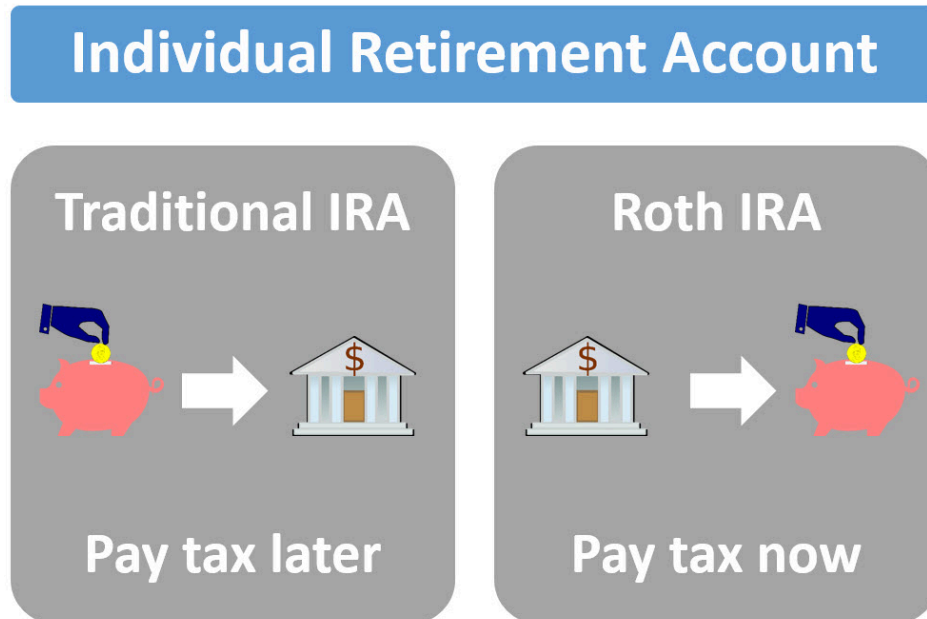 Individual Retirement Account
Traditional IRA
$
Pay tax later
Roth IRA
$
Pay tax now